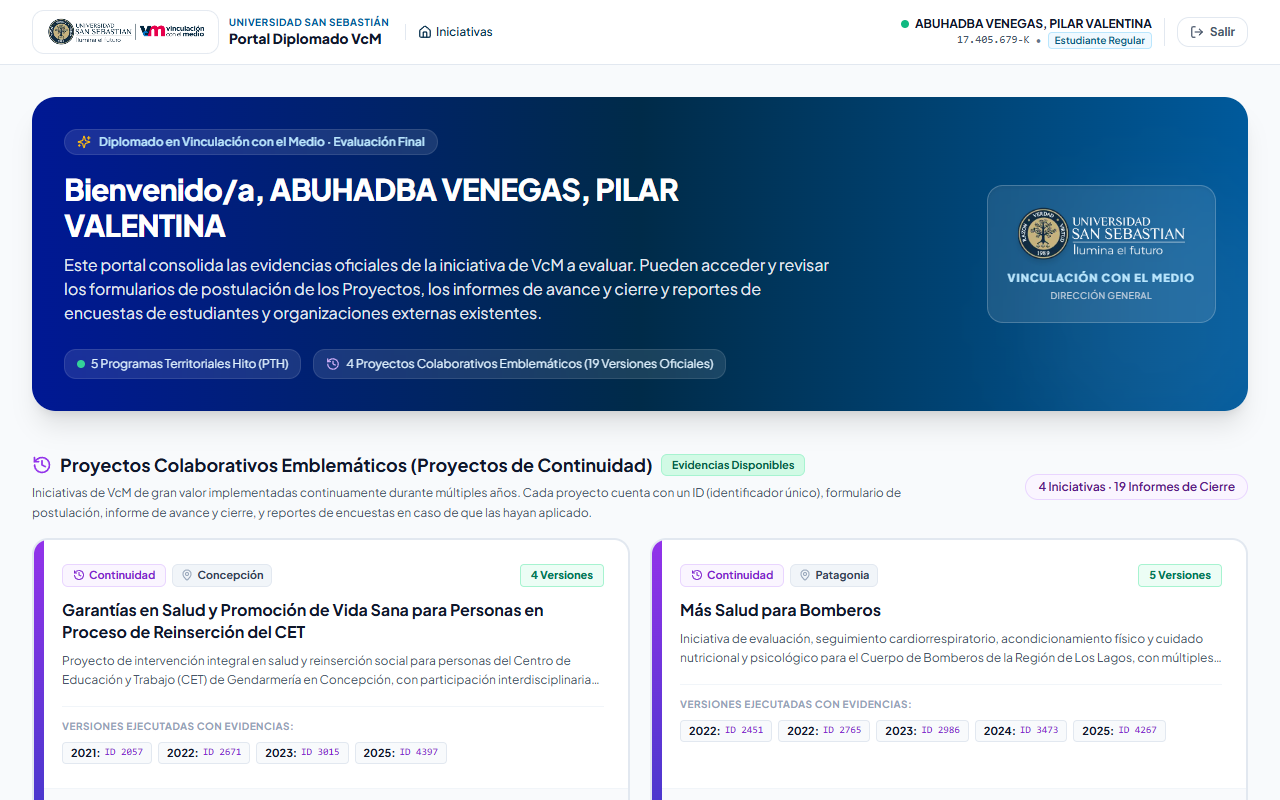 UNIVERSIDAD
SAN SEBASTIAN
Ilumina el futuro
vm vinculación
con el medio
UNIVERSIDAD SAN SEBASTIÁN
Portal Diplomado VcM
Iniciativas
ABUHADBA VENEGAS, PILAR VALENTINA
17.405.679-K • Estudiante Regular
Salir
Diplomado en Vinculación con el Medio · Evaluación Final
Bienvenido/a, ABUHADBA VENEGAS, PILAR
VALENTINA
Este portal consolida las evidencias oficiales de la iniciativa de VcM a evaluar. Pueden acceder y revisar
los formularios de postulación de los Proyectos, los informes de avance y cierre y reportes de
encuestas de estudiantes y organizaciones externas existentes.
5 Programas Territoriales Hito (PTH)
4 Proyectos Colaborativos Emblemáticos (19 Versiones Oficiales)
UNIVERSIDAD
SAN SEBASTIAN
Ilumina el futuro
VINCULACIÓN CON EL MEDIO
DIRECCIÓN GENERAL
Proyectos Colaborativos Emblemáticos (Proyectos de Continuidad)
Evidencias Disponibles
Iniciativas de VcM de gran valor implementadas continuamente durante múltiples años. Cada proyecto cuenta con un ID (identificador único), formulario de
postulación, informe de avance y cierre, y reportes de encuestas en caso de que las hayan aplicado.
4 Iniciativas · 19 Informes de Cierre
Continuidad
Concepción
4 Versiones
Garantías en Salud y Promoción de Vida Sana para Personas en
Proceso de Reinserción del CET
Proyecto de intervención integral en salud y reinserción social para personas del Centro de
Educación y Trabajo (CET) de Gendarmería en Concepción, con participación interdisciplinaria...
VERSIONES EJECUTADAS CON EVIDENCIAS:
2021: ID 2057
2022: ID 2671
2023: ID 3015
2025: ID 4397
Continuidad
Patagonia
5 Versiones
Más Salud para Bomberos
Iniciativa de evaluación, seguimiento cardiorrespiratorio, acondicionamiento físico y cuidado
nutricional y psicológico para el Cuerpo de Bomberos de la Región de Los Lagos, con múltiples...
VERSIONES EJECUTADAS CON EVIDENCIAS:
2022: ID 2451
2022: ID 2765
2023: ID 2986
2024: ID 3473
2025: ID 4267